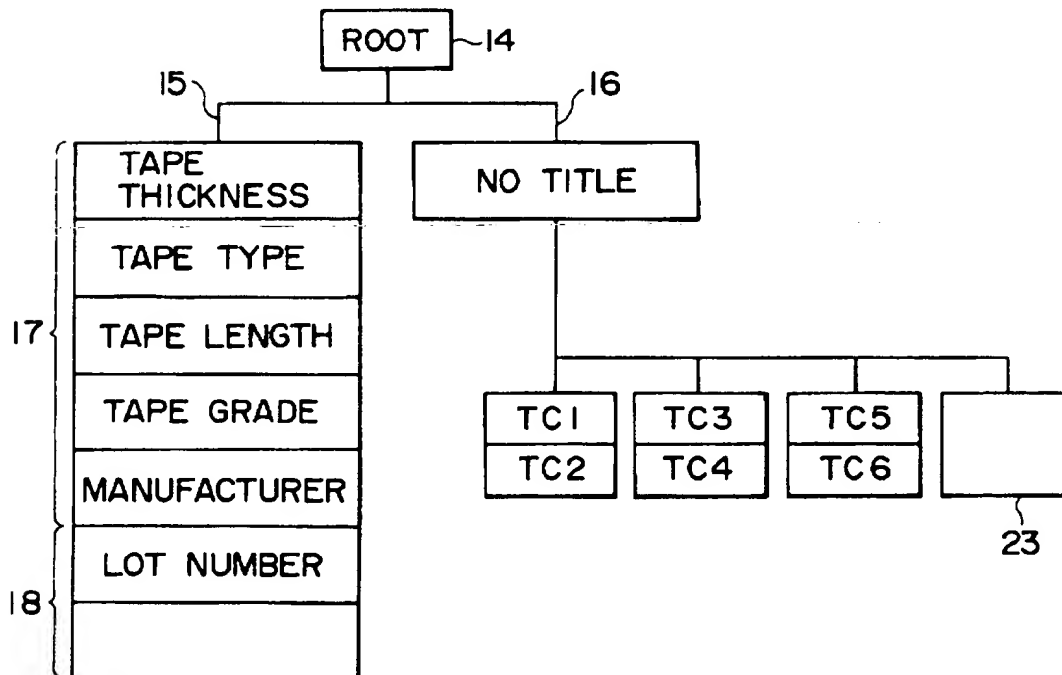 ROOT
14
15
16
TAPE
THICKNESS
NO TITLE
TAPE TYPE
17
TAPE LENGTH
TAPE GRADE
TC1
TC3
TC5
TC2
TC4
TC6
MANUFACTURER
23
LOT NUMBER
18